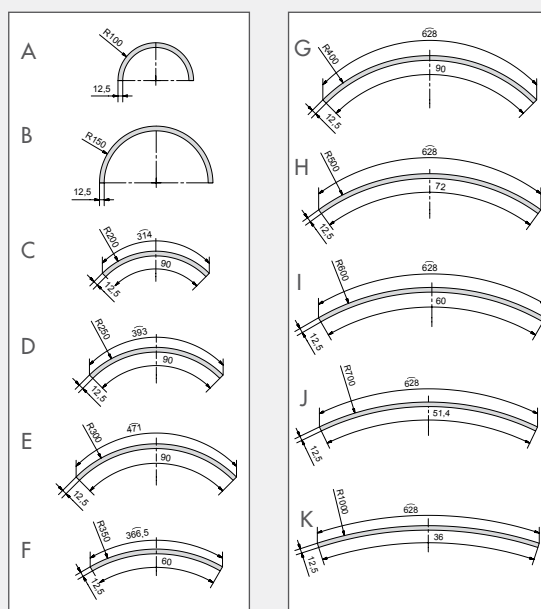 A
R100
12,5
B
R150
12,5
C
R200
314
90
12,5
D
R250
393
90
12,5
E
R300
471
90
12,5
F
R350
366,5
60
12,5
G
R400
628
90
12,5
H
R500
628
72
12,5
I
R600
628
60
12,5
J
R700
628
51,4
12,5
K
R1000
628
36
12,5